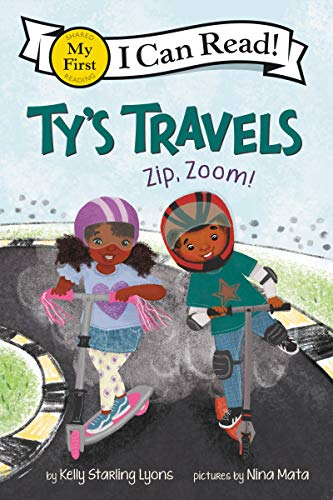 SHARED
My First
READING
I Can Read!
TY'S TRAVELS
Zip, Zoom!
by Kelly Starling Lyons pictures by Nina Mata